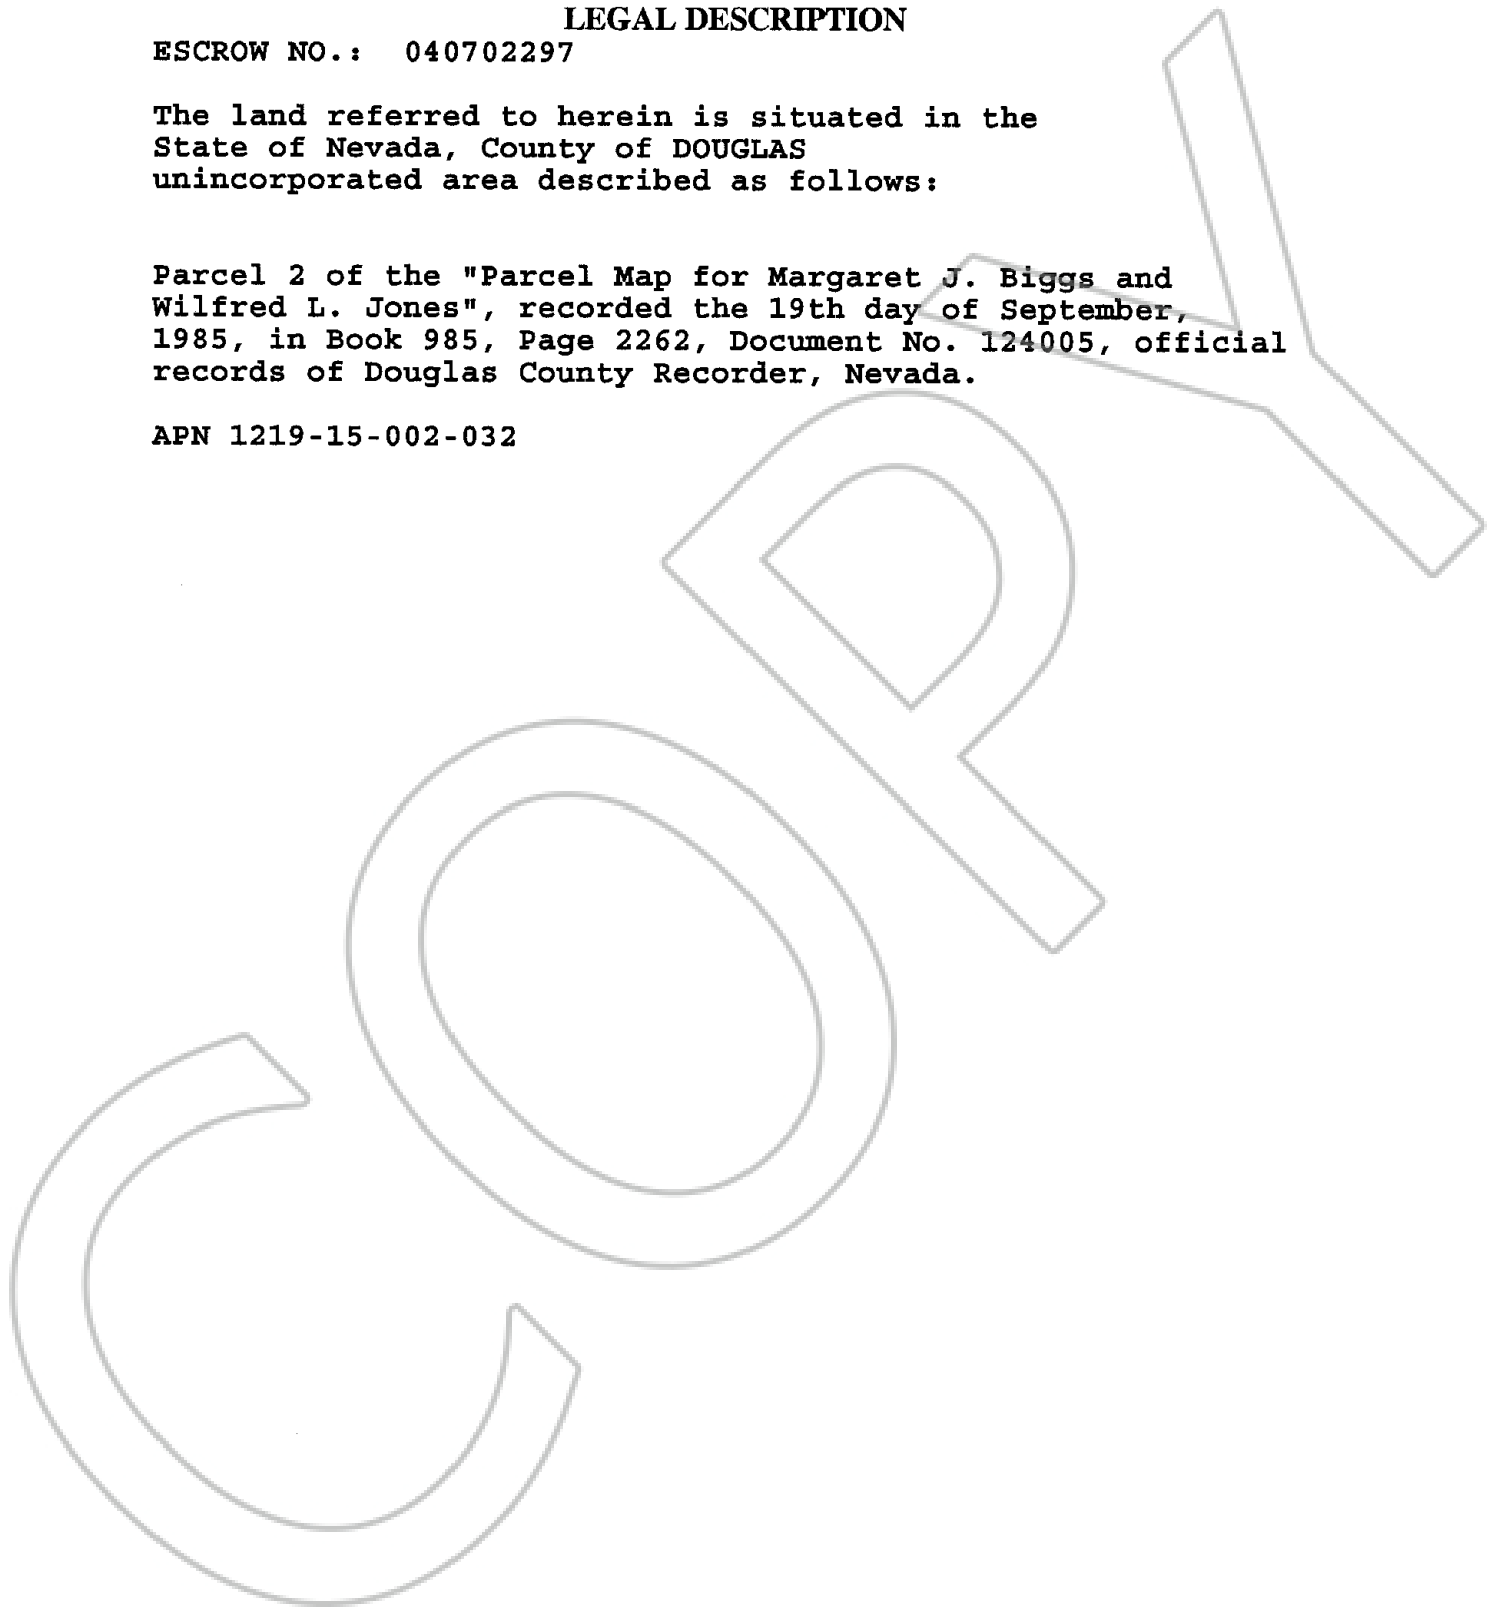 LEGAL DESCRIPTION
ESCROW NO.: 040702297
The land referred to herein is situated in the
State of Nevada, County of DOUGLAS
unincorporated area described as follows:
Parcel 2 of the "Parcel Map for Margaret J. Biggs and
Wilfred L. Jones", recorded the 19th day of September,
1985, in Book 985, Page 2262, Document No. 124005, official
records of Douglas County Recorder, Nevada.
APN 1219-15-002-032
COPY